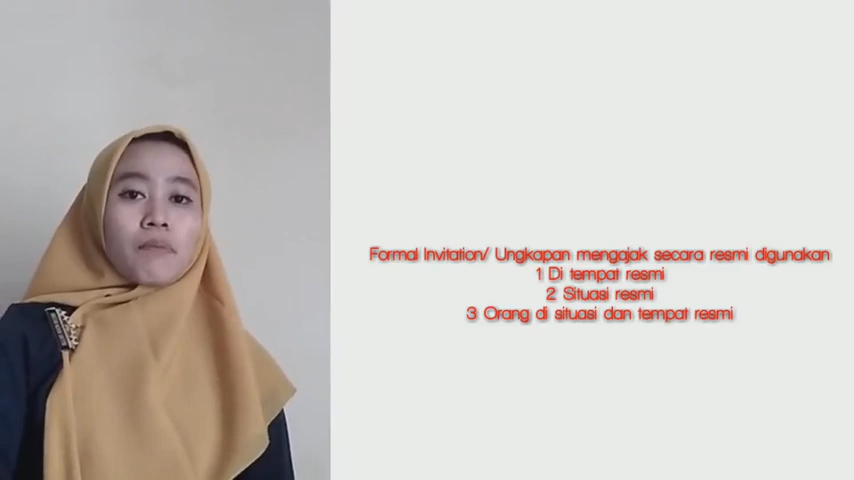 Formal Invitation/ Ungkapan mengajak secara resmi digunakan
1 Di tempat resmi
2 Situasi resmi
3 Orang di situasi dan tempat resmi